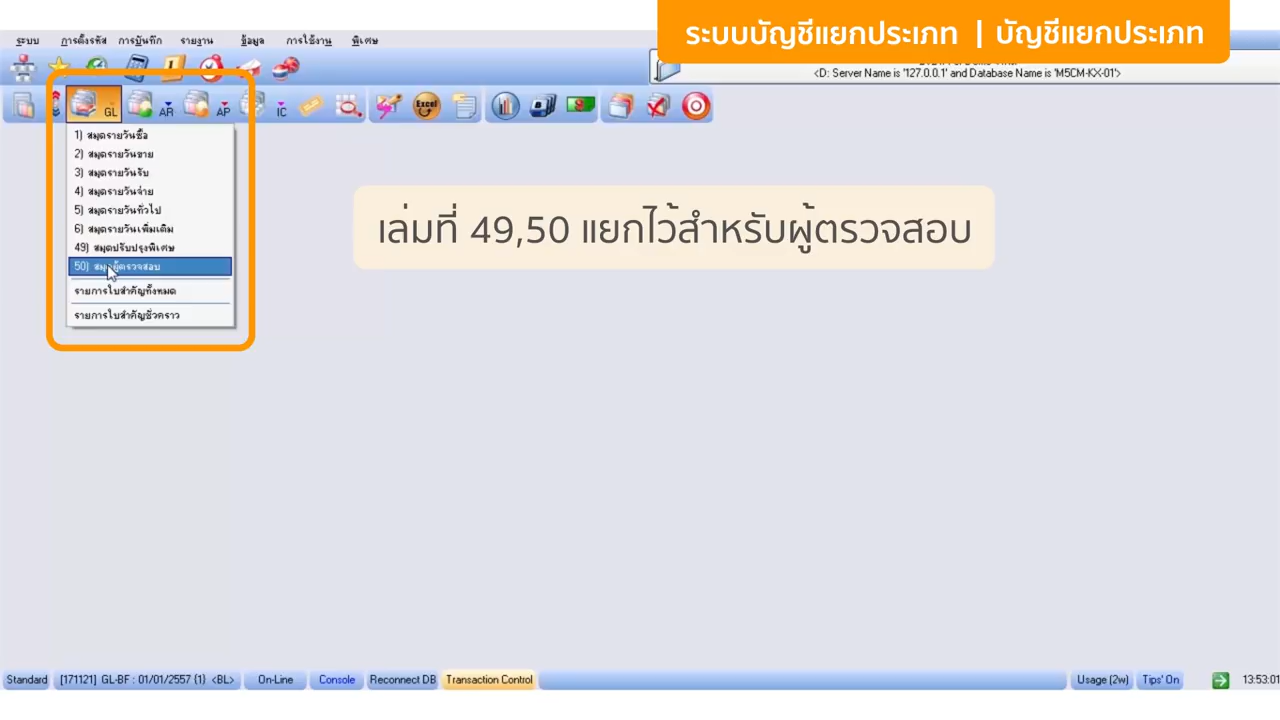 ระบบบัญชีแยกประเภท | บัญชีแยกประเภท
ระบบ การตั้งรหัส การบันทึก รายงาน ข้อมูล การใช้งาน พิเศษ
<D: Server Name is '127.0.0.1' and Database Name is 'M5CM-KX-01'>
GL AR AP IC Excel
1) สมุดรายวันซื้อ
2) สมุดรายวันขาย
3) สมุดรายวันรับ
4) สมุดรายวันจ่าย
5) สมุดรายวันทั่วไป
6) สมุดรายวันเพิ่มเติม
49) สมุดปรับปรุงพิเศษ
50) สมุดผู้ตรวจสอบ
รายการใบสำคัญทั้งหมด
รายการใบสำคัญชั่วคราว
เล่มที่ 49,50 แยกไว้สำหรับผู้ตรวจสอบ
Standard [171121] GL-BF : 01/01/2557 {1} <BL> On-Line Console Reconnect DB Transaction Control Usage (2w) Tips' On 13:53:01